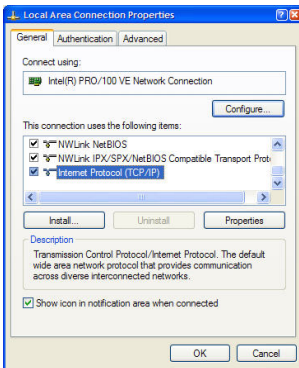 Local Area Connection Properties
General Authentication Advanced
Connect using:
Intel(R) PRO/100 VE Network Connection
Configure...
This connection uses the following items:
NWLink NetBIOS
NWLink IPX/SPX/NetBIOS Compatible Transport Proto
Internet Protocol (TCP/IP)
Install... Uninstall Properties
Description
Transmission Control Protocol/Internet Protocol. The default
wide area network protocol that provides communication
across diverse interconnected networks.
Show icon in notification area when connected
OK Cancel